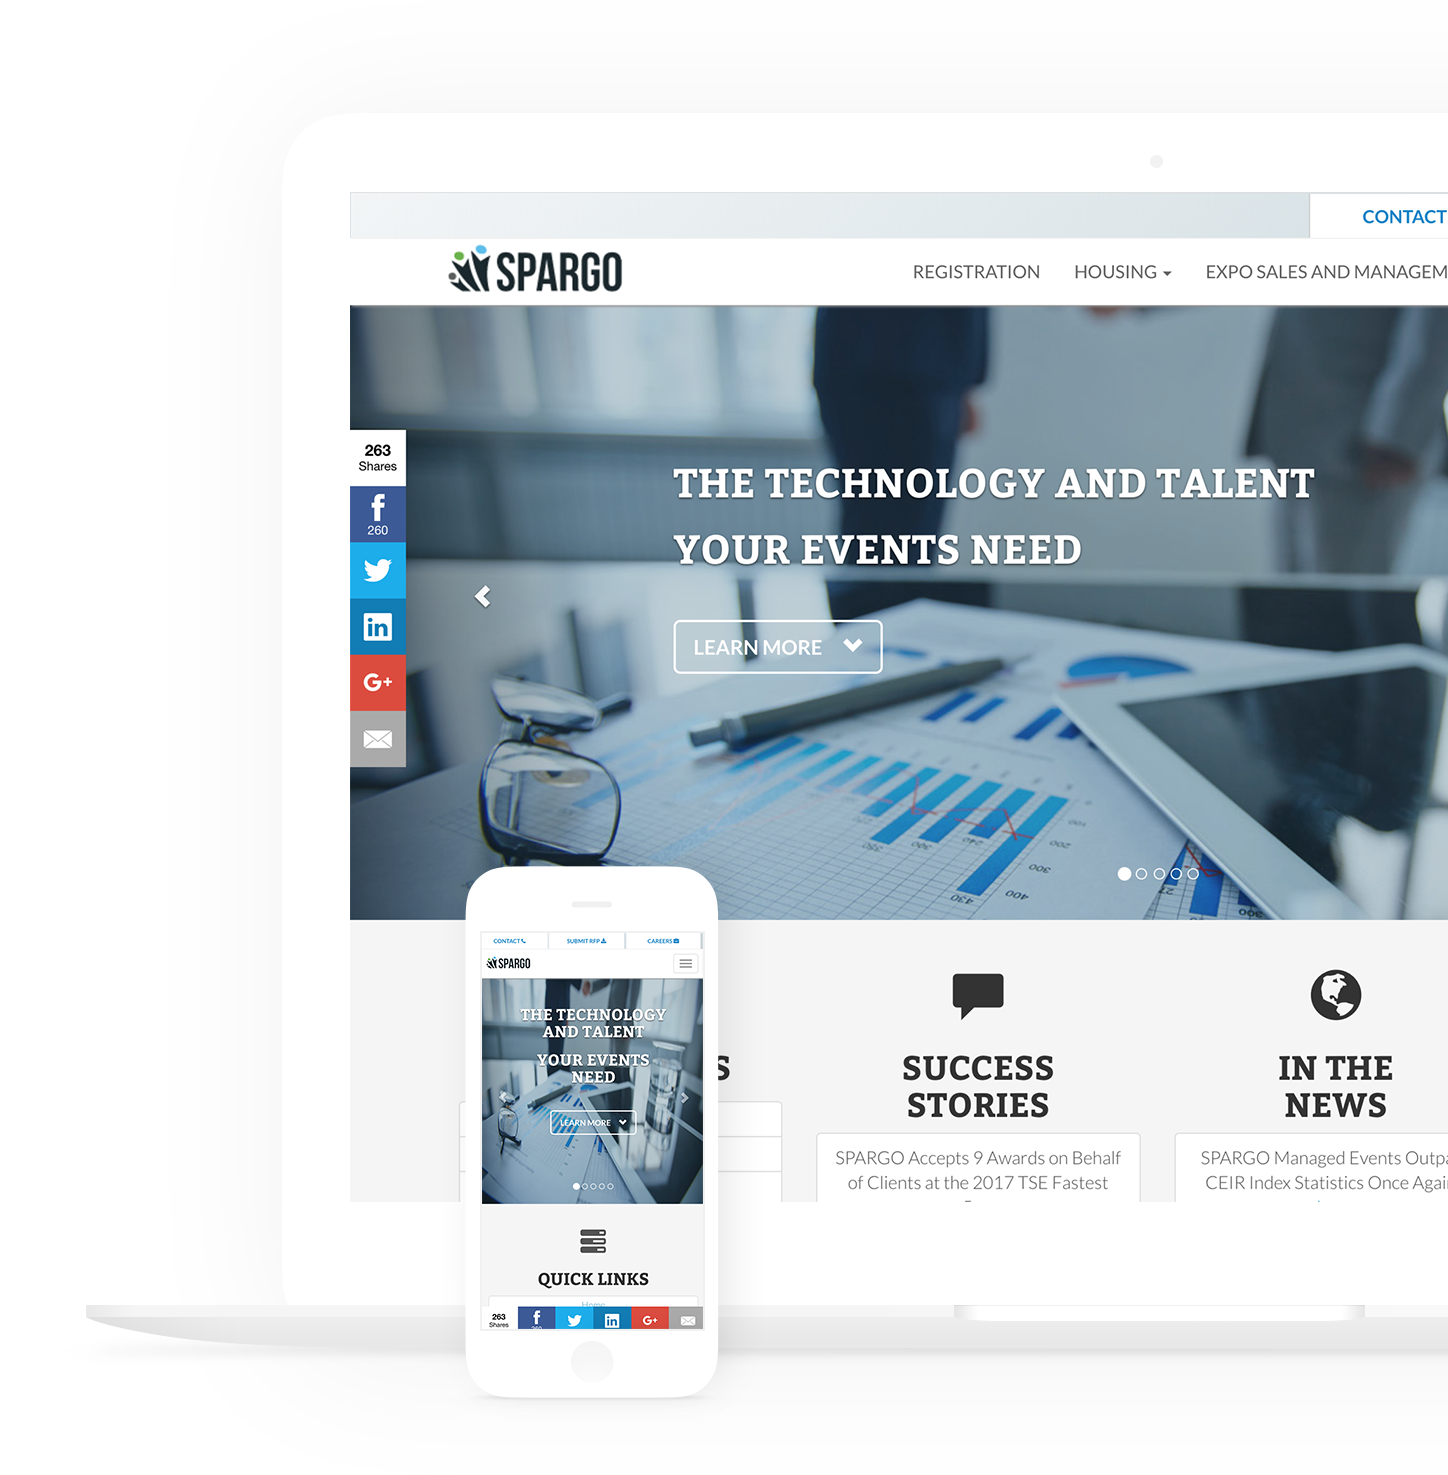 CONTACT
SPARGO
REGISTRATION
HOUSING
EXPO SALES AND MANAGEM
263
Shares
260
THE TECHNOLOGY AND TALENT
YOUR EVENTS NEED
LEARN MORE
S
SUCCESS
STORIES
IN THE
NEWS
SPARGO Accepts 9 Awards on Behalf
of Clients at the 2017 TSE Fastest
SPARGO Managed Events Outpa
CEIR Index Statistics Once Again
CONTACT
SUBMIT RFP
CAREERS
SPARGO
THE TECHNOLOGY
AND TALENT
YOUR EVENTS
NEED
LEARN MORE
QUICK LINKS
Home
263
Shares